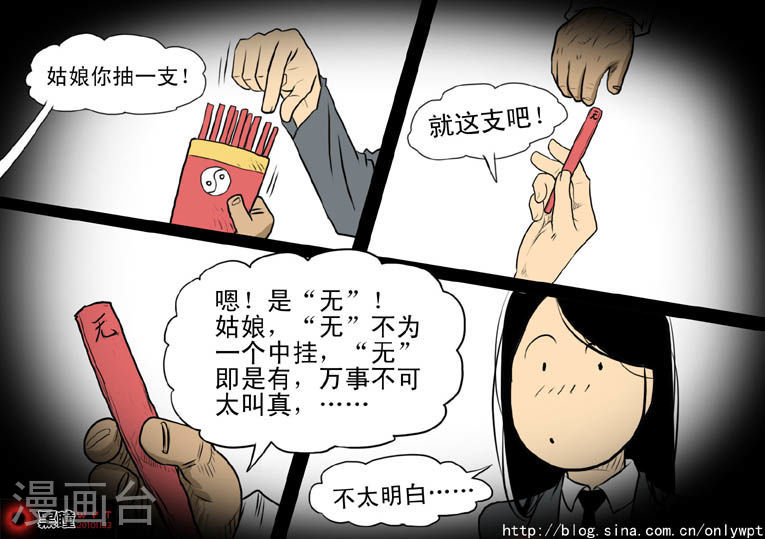 姑娘你抽一支！
就这支吧！
无
嗯！是“无”！
姑娘，“无”不为
一个中挂，“无”
即是有，万事不可
太叫真，……
无
不太明白……
漫画台
黑瞳
http://blog.sina.com.cn/onlywpt